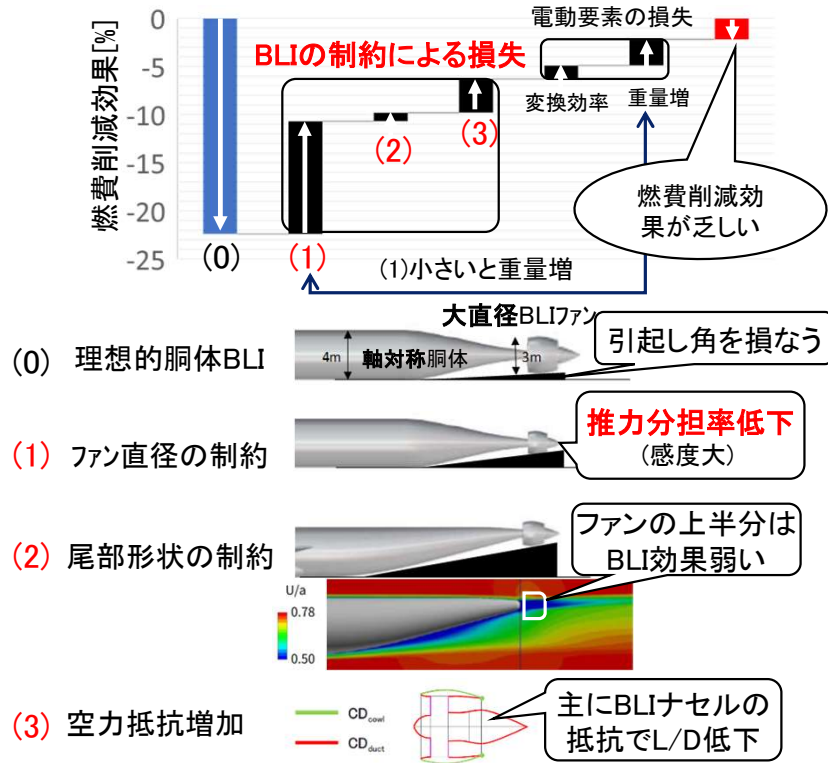 燃費削減効果[%]
0
-5
-10
-15
-20
-25
電動要素の損失
BLIの制約による損失
変換効率
重量増
(0)
(1)
(2)
(3)
燃費削減効
果が乏しい
(1)小さいと重量増
(0) 理想的胴体BLI
大直径BLIファン
4m
軸対称胴体
3m
引起し角を損なう
(1) ファン直径の制約
推力分担率低下
(感度大)
(2) 尾部形状の制約
ファンの上半分は
BLI効果弱い
U/a
0.78
0.50
D
(3) 空力抵抗増加
CDcowl
CDduct
主にBLIナセルの
抵抗でL/D低下